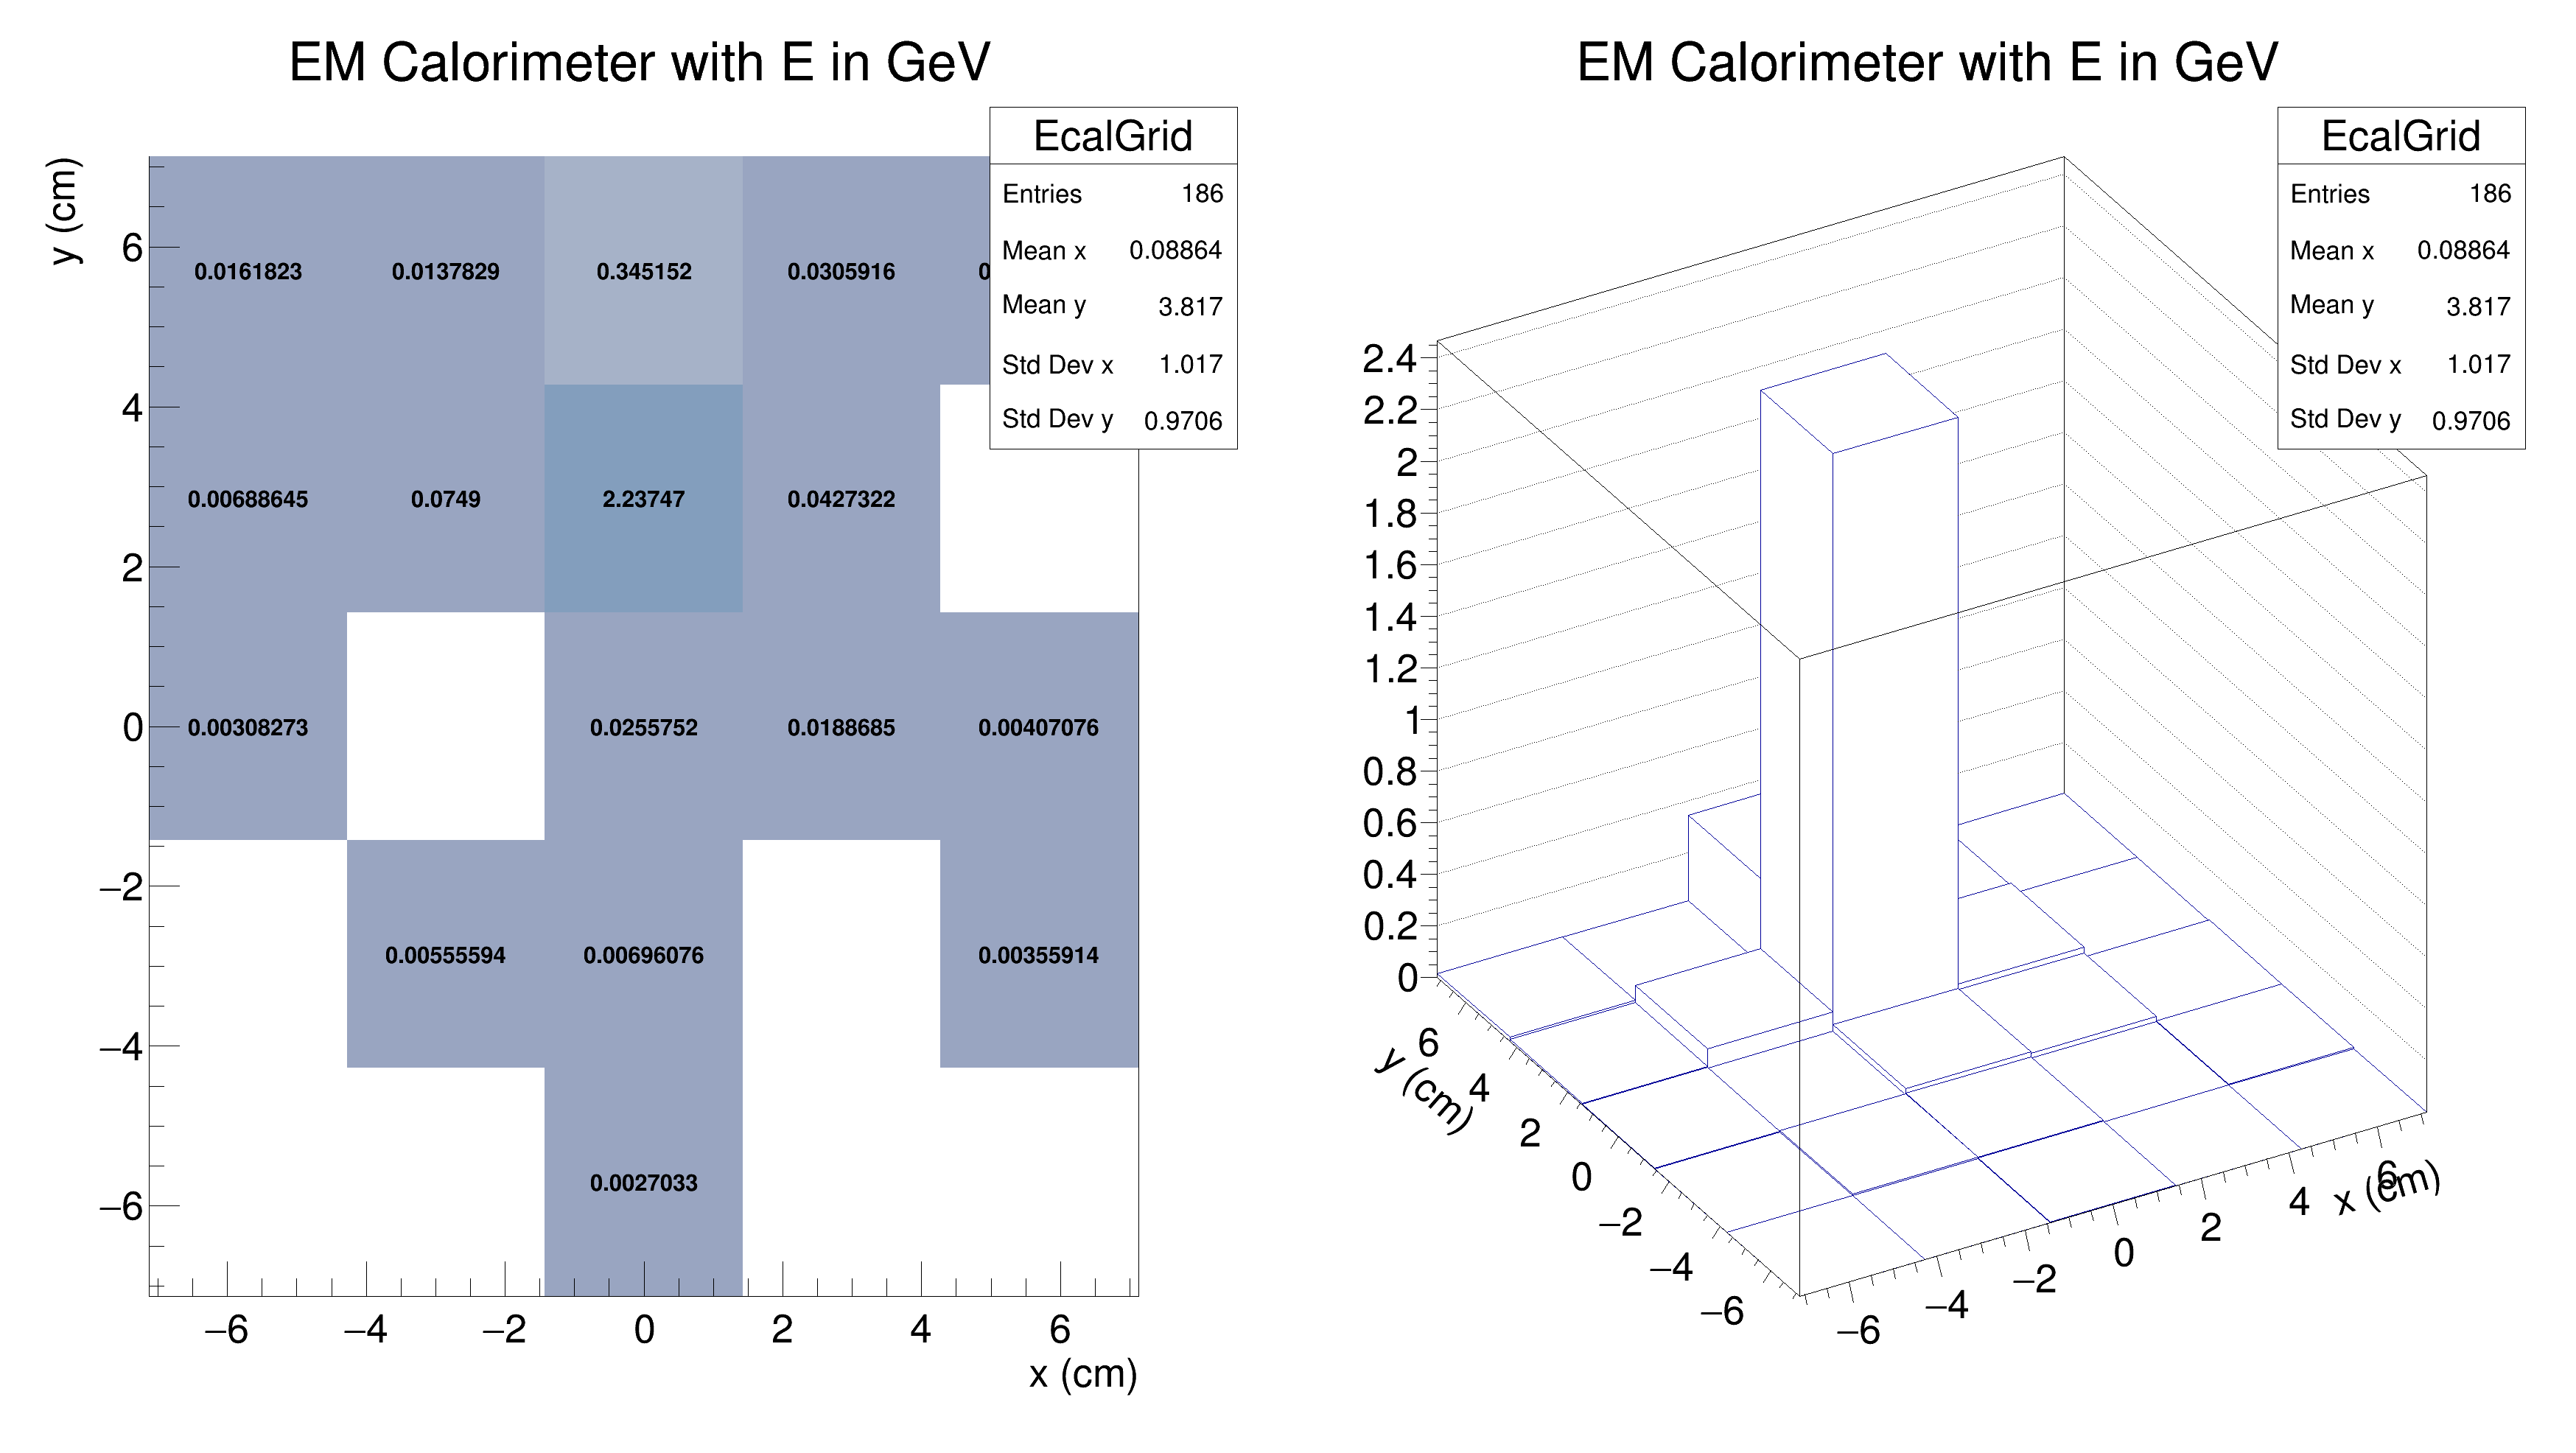 EM Calorimeter with E in GeV
EcalGrid
Entries 186
Mean x 0.08864
Mean y 3.817
Std Dev x 1.017
Std Dev y 0.9706
y (cm)
6
4
2
0
−2
−4
−6
0.0161823 0.0137829 0.345152 0.0305916 0
0.00688645 0.0749 2.23747 0.0427322
0.00308273 0.0255752 0.0188685 0.00407076
0.00555594 0.00696076 0.00355914
0.0027033
−6 −4 −2 0 2 4 6
x (cm)
EM Calorimeter with E in GeV
EcalGrid
Entries 186
Mean x 0.08864
Mean y 3.817
Std Dev x 1.017
Std Dev y 0.9706
2.4
2.2
2
1.8
1.6
1.4
1.2
1
0.8
0.6
0.4
0.2
0
6
4
2
0
−2
−4
−6
y (cm)
−6
−4
−2
0
2
4
6
x (cm)